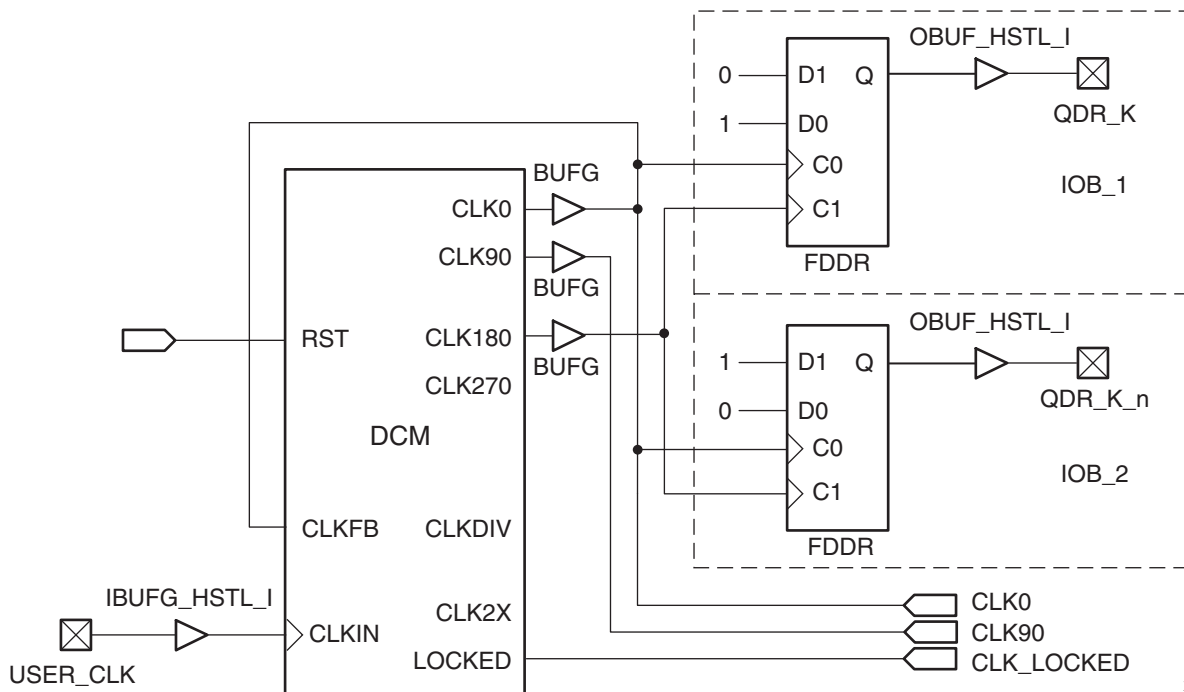 OBUF_HSTL_I
0
D1
Q
QDR_K
1
D0
C0
IOB_1
C1
FDDR
BUFG
CLK0
CLK90
BUFG
CLK180
BUFG
RST
CLK270
DCM
CLKFB
CLKDIV
IBUFG_HSTL_I
CLKIN
USER_CLK
CLK2X
LOCKED
OBUF_HSTL_I
1
D1
Q
QDR_K_n
0
D0
C0
IOB_2
C1
FDDR
CLK0
CLK90
CLK_LOCKED